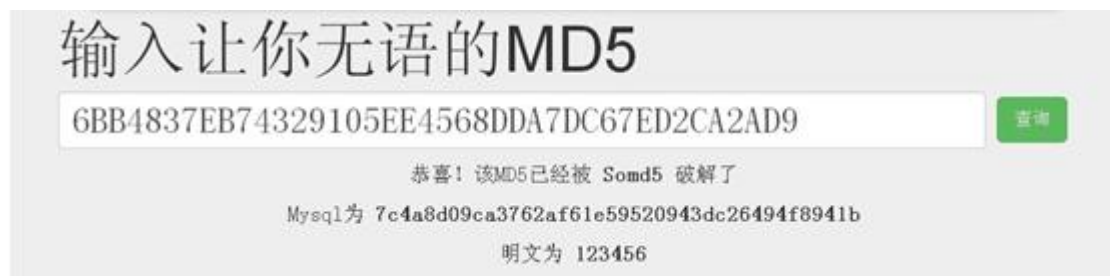 输入让你无语的MD5
6BB4837EB74329105EE4568DDA7DC67ED2CA2AD9
查询
恭喜！该MD5已经被 Somd5 破解了
Mysql为 7c4a8d09ca3762af61e59520943dc26494f8941b
明文为 123456